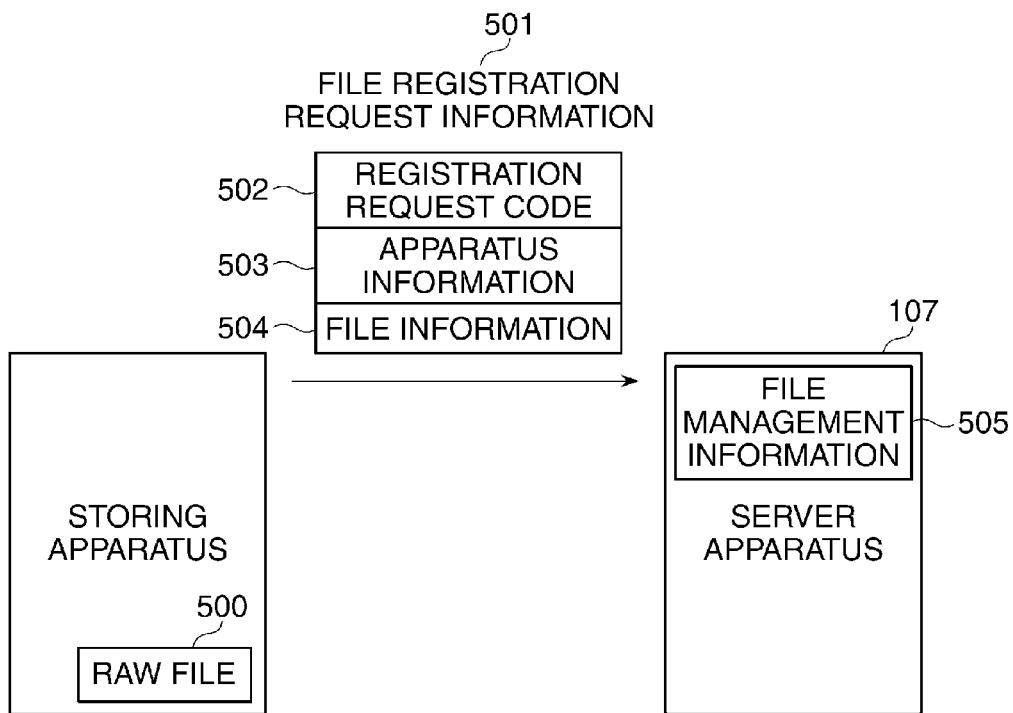 501
FILE REGISTRATION
REQUEST INFORMATION
502
REGISTRATION
REQUEST CODE
503
APPARATUS
INFORMATION
504
FILE INFORMATION
107
FILE
MANAGEMENT
INFORMATION
505
STORING
APPARATUS
SERVER
APPARATUS
500
RAW FILE